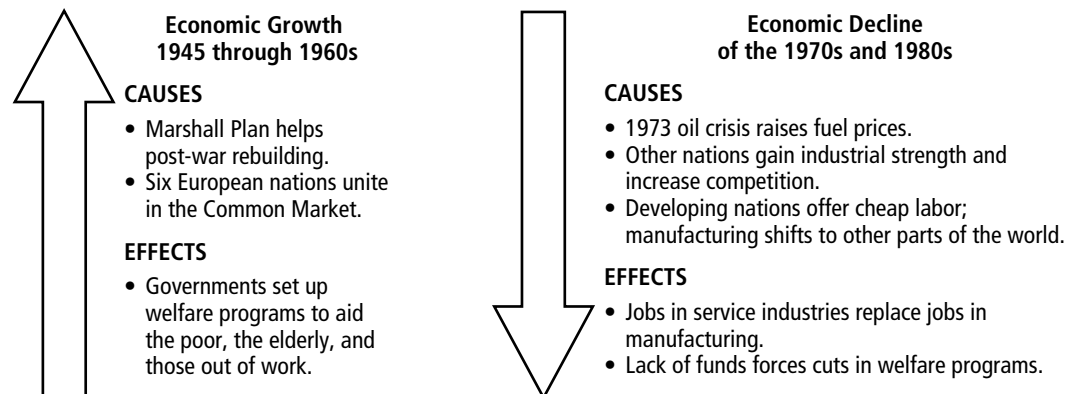 Economic Growth
1945 through 1960s
CAUSES
• Marshall Plan helps
post-war rebuilding.
• Six European nations unite
in the Common Market.
EFFECTS
• Governments set up
welfare programs to aid
the poor, the elderly, and
those out of work.
Economic Decline
of the 1970s and 1980s
CAUSES
• 1973 oil crisis raises fuel prices.
• Other nations gain industrial strength and
increase competition.
• Developing nations offer cheap labor;
manufacturing shifts to other parts of the world.
EFFECTS
• Jobs in service industries replace jobs in
manufacturing.
• Lack of funds forces cuts in welfare programs.